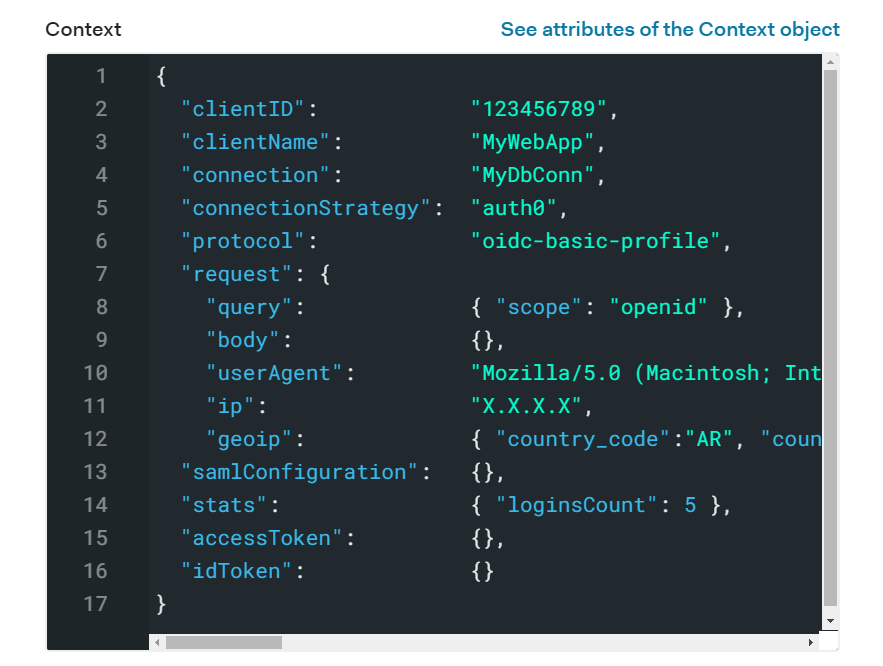 Context See attributes of the Context object
1 {
2 "clientID": "123456789",
3 "clientName": "MyWebApp",
4 "connection": "MyDbConn",
5 "connectionStrategy": "auth0",
6 "protocol": "oidc-basic-profile",
7 "request": {
8 "query": { "scope": "openid" },
9 "body": {},
10 "userAgent": "Mozilla/5.0 (Macintosh; Int
11 "ip": "X.X.X.X",
12 "geoip": { "country_code":"AR", "coun
13 "samlConfiguration": {},
14 "stats": { "loginsCount": 5 },
15 "accessToken": {},
16 "idToken": {}
17 }